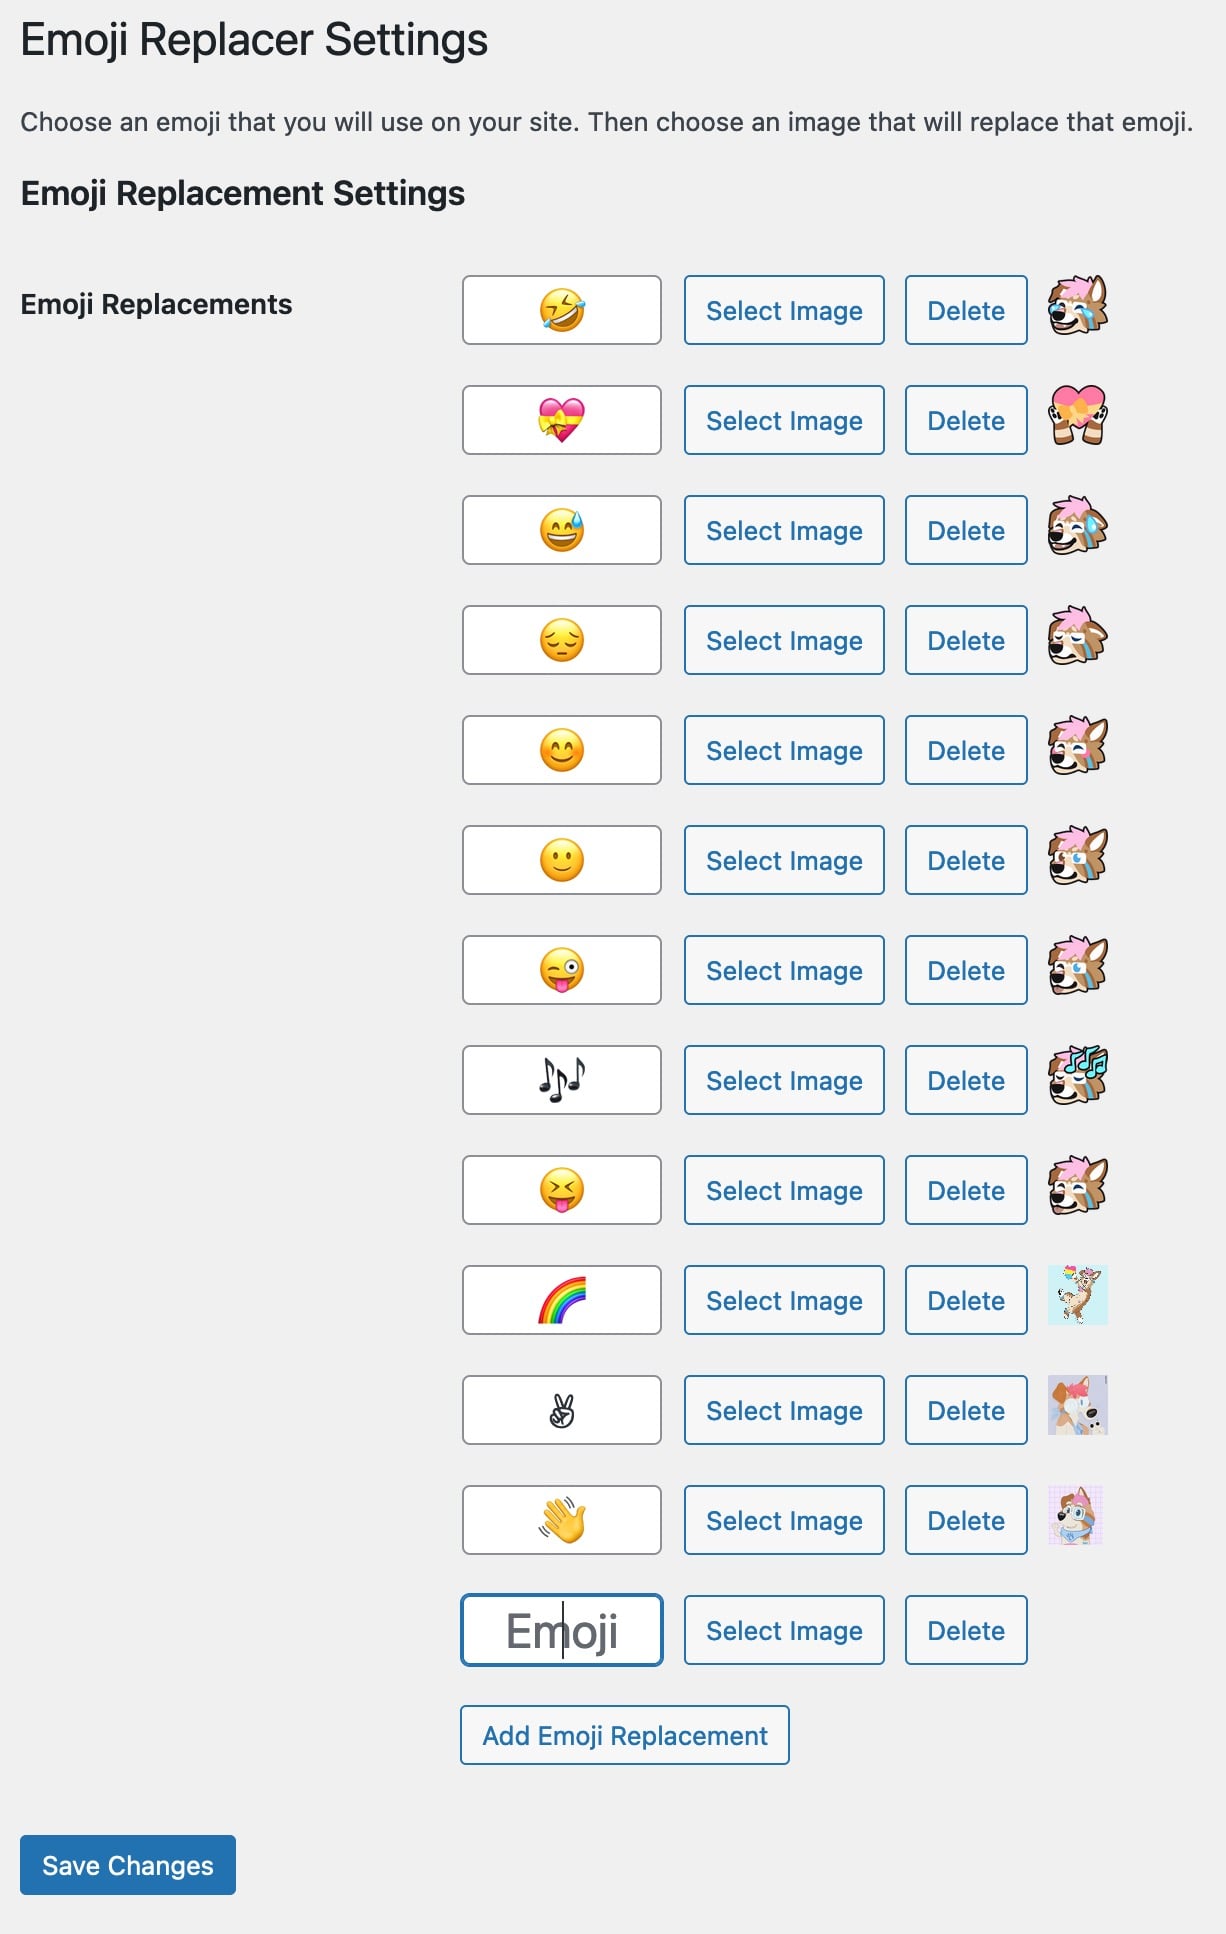 Emoji Replacer Settings
Choose an emoji that you will use on your site. Then choose an image that will replace that emoji.
Emoji Replacement Settings
Emoji Replacements
🤣 Select Image Delete
💝 Select Image Delete
😅 Select Image Delete
😔 Select Image Delete
😊 Select Image Delete
🙂 Select Image Delete
😜 Select Image Delete
🎶 Select Image Delete
😝 Select Image Delete
🌈 Select Image Delete
✌ Select Image Delete
👋 Select Image Delete
Emoji Select Image Delete
Add Emoji Replacement
Save Changes